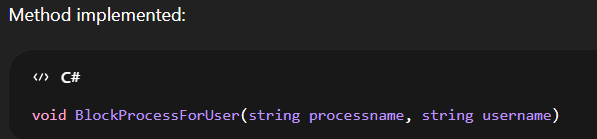 Method implemented:
</> C#
void BlockProcessForUser(string processname, string username)